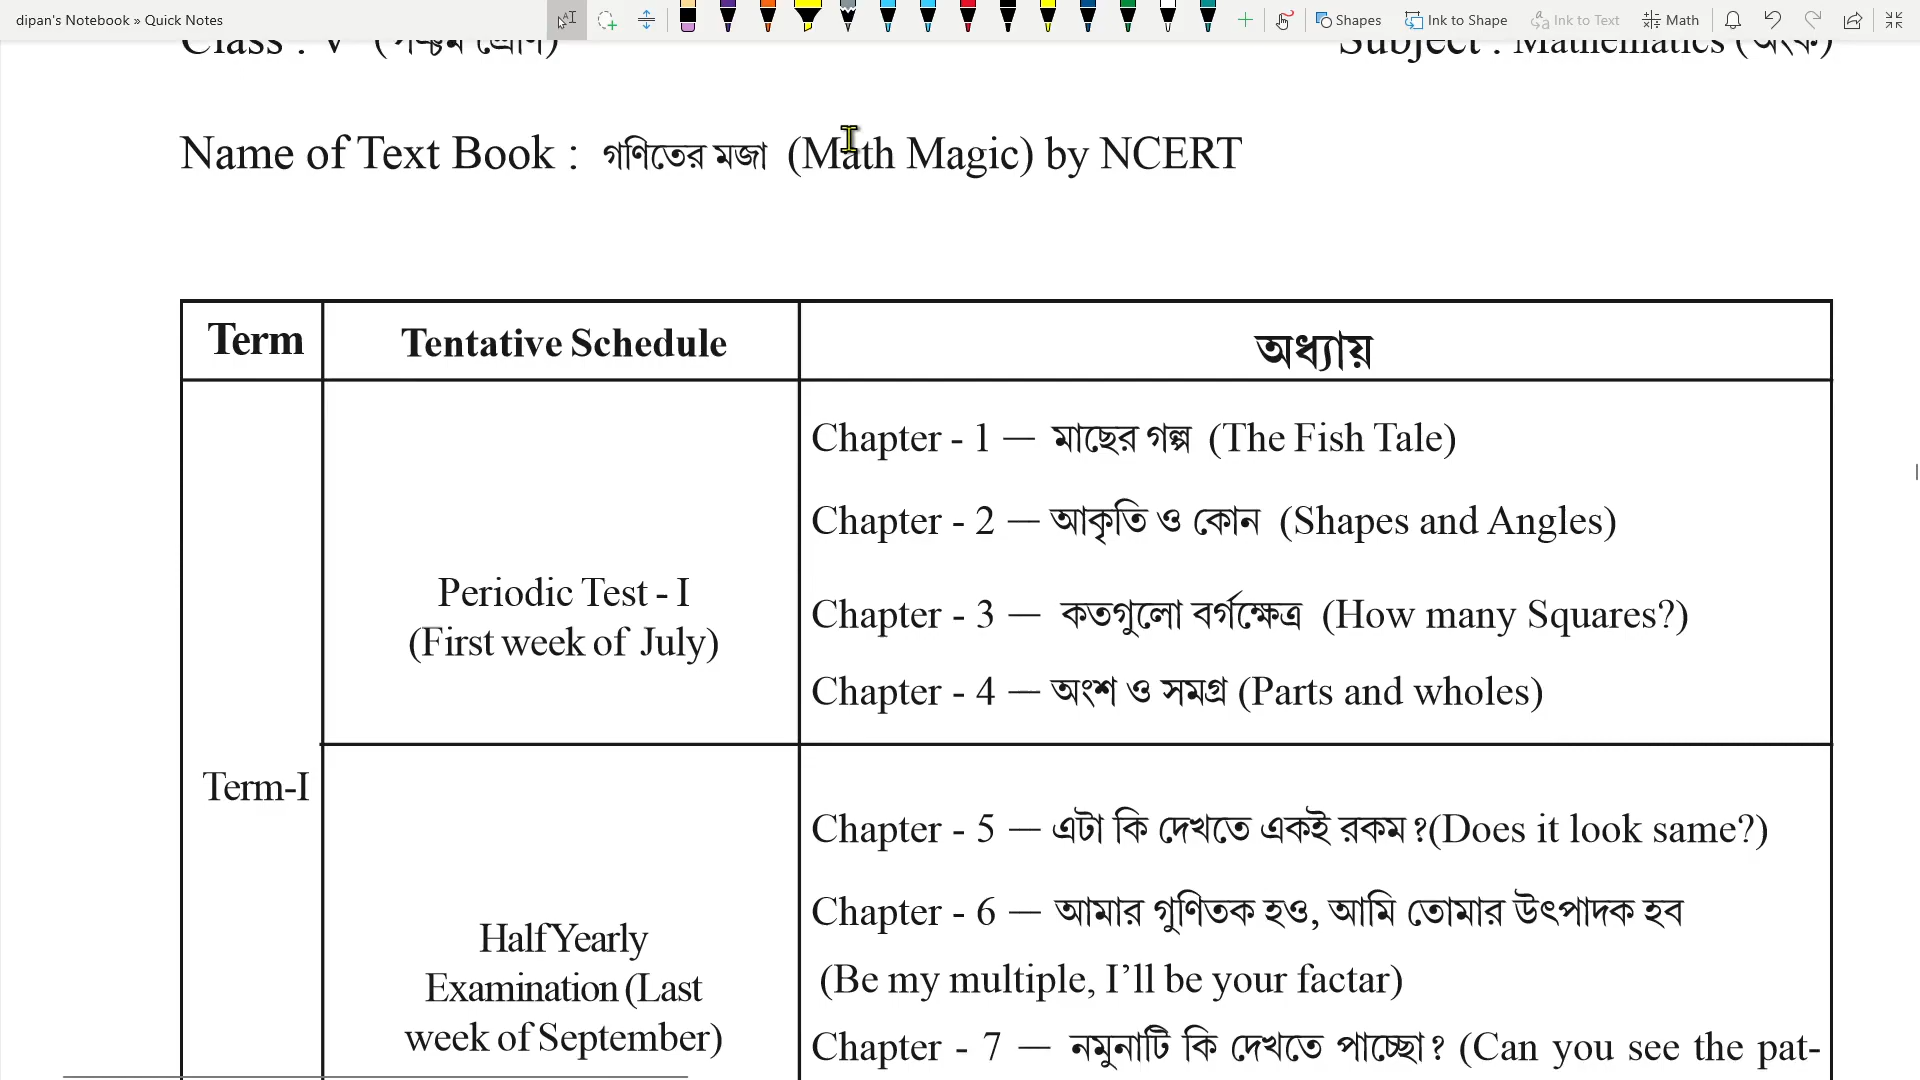 dipan's Notebook » Quick Notes
Shapes Ink to Shape Ink to Text Math
Class : V (পঞ্চম শ্রেণি) Subject : Mathematics (অংক)
Name of Text Book : গণিতের মজা (Math Magic) by NCERT
Term Tentative Schedule অধ্যায়
Chapter - 1 — মাছের গল্প (The Fish Tale)
Chapter - 2 — আকৃতি ও কোন (Shapes and Angles)
Periodic Test - I
(First week of July)
Chapter - 3 — কতগুলো বর্গক্ষেত্র (How many Squares?)
Chapter - 4 — অংশ ও সমগ্র (Parts and wholes)
Term-I
Chapter - 5 — এটা কি দেখতে একই রকম ?(Does it look same?)
Chapter - 6 — আমার গুণিতক হও, আমি তোমার উৎপাদক হব
(Be my multiple, I’ll be your factar)
Half Yearly
Examination (Last
week of September)
Chapter - 7 — নমুনাটি কি দেখতে পাচ্ছো? (Can you see the pat-